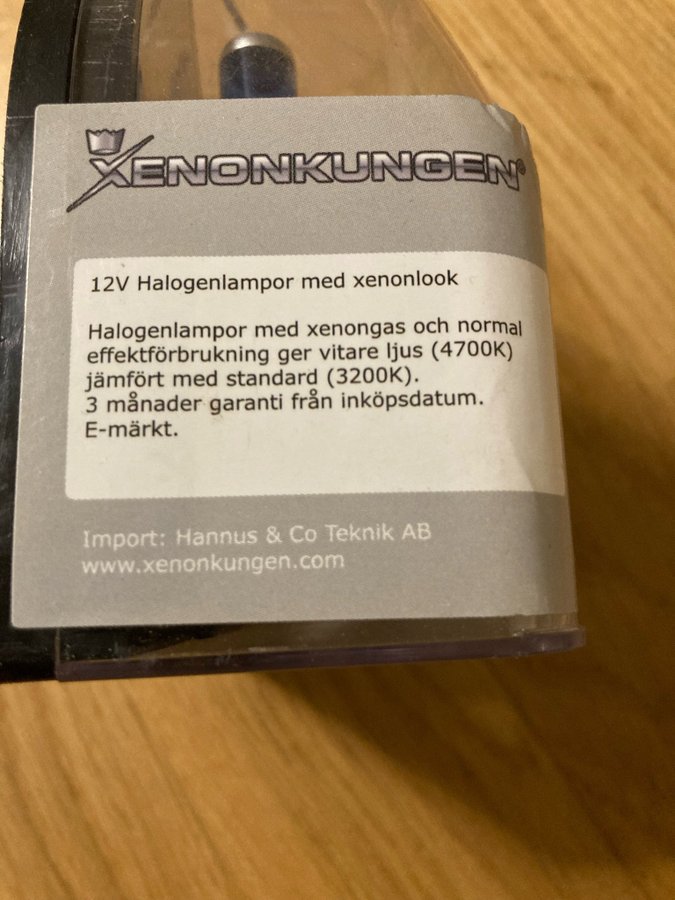 XENONKUNGEN®
12V Halogenlampor med xenonlook
Halogenlampor med xenongas och normal
effektförbrukning ger vitare ljus (4700K)
jämfört med standard (3200K).
3 månader garanti från inköpsdatum.
E-märkt.
Import: Hannus & Co Teknik AB
www.xenonkungen.com